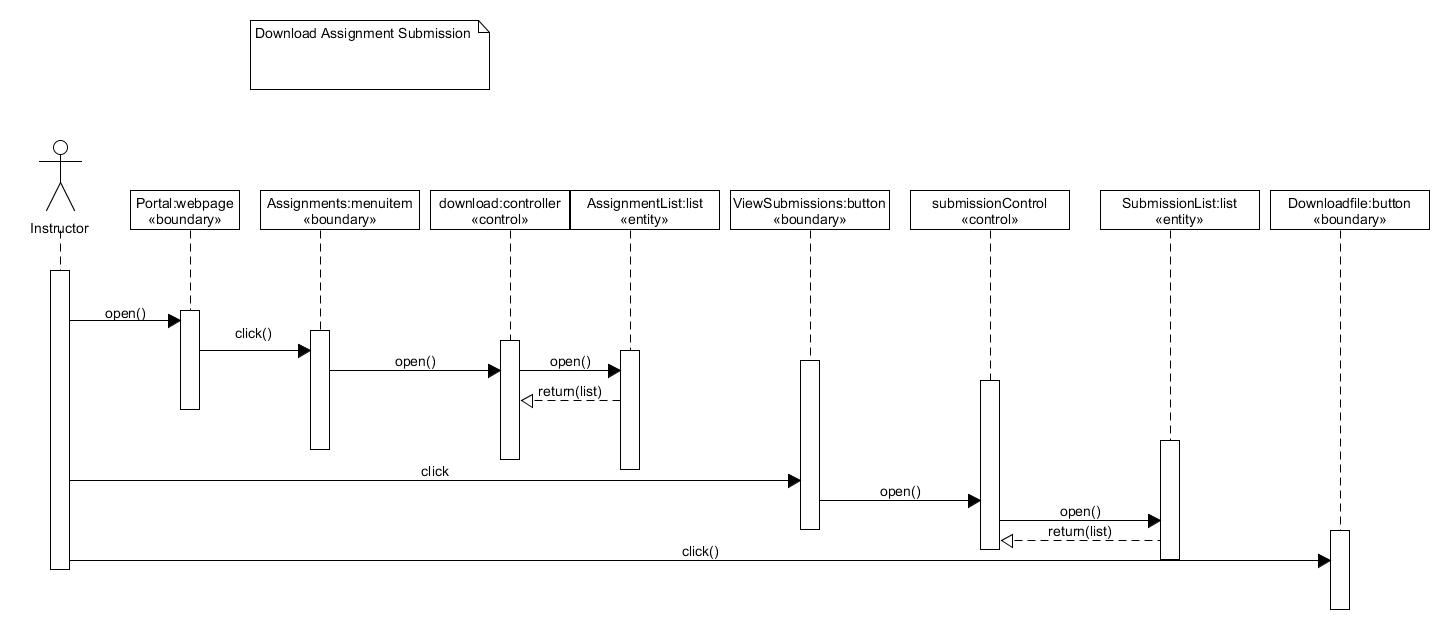 Download Assignment Submission
Instructor
Portal:webpage
«boundary»
Assignments:menuitem
«boundary»
download:controller
«control»
AssignmentList:list
«entity»
ViewSubmissions:button
«boundary»
submissionControl
«control»
SubmissionList:list
«entity»
Downloadfile:button
«boundary»
open()
click()
open()
open()
return(list)
click
open()
open()
return(list)
click()